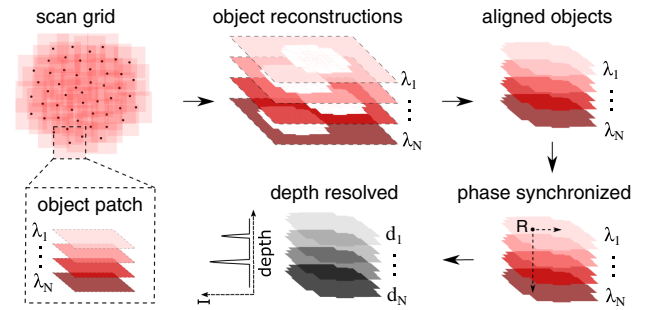 scan grid
object reconstructions
aligned objects
λ1
⋮
λN
λ1
⋮
λN
object patch
λ1
⋮
λN
depth resolved
depth
I
d1
⋮
dN
phase synchronized
R
λ1
⋮
λN